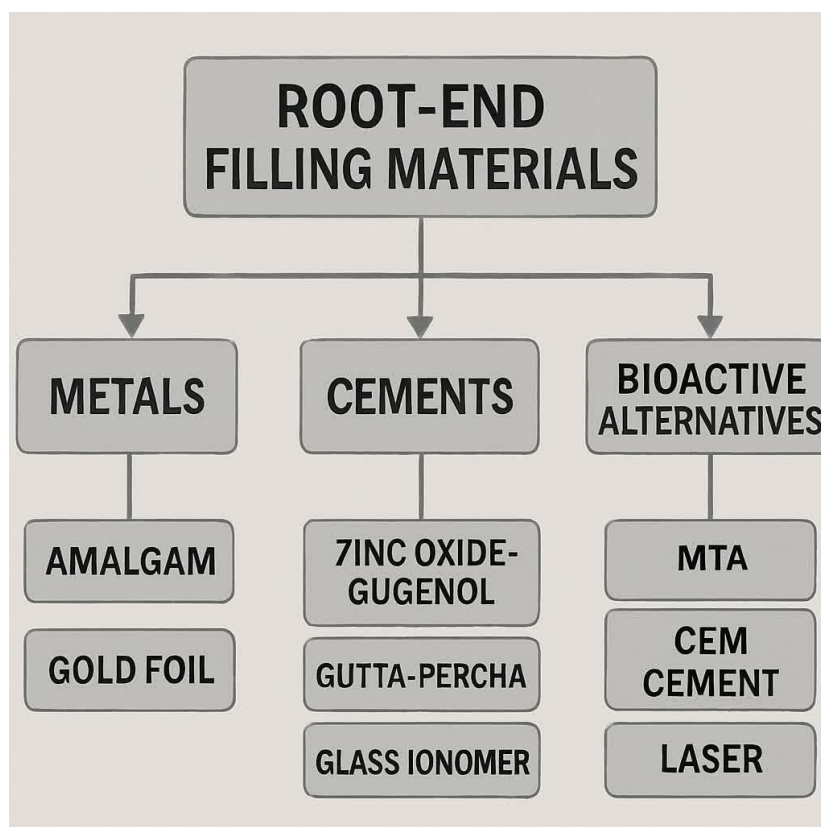 ROOT-END
FILLING MATERIALS
METALS
CEMENTS
BIOACTIVE
ALTERNATIVES
AMALGAM
GOLD FOIL
7INC OXIDE-
GUGENOL
GUTTA-PERCHA
GLASS IONOMER
MTA
CEM
CEMENT
LASER